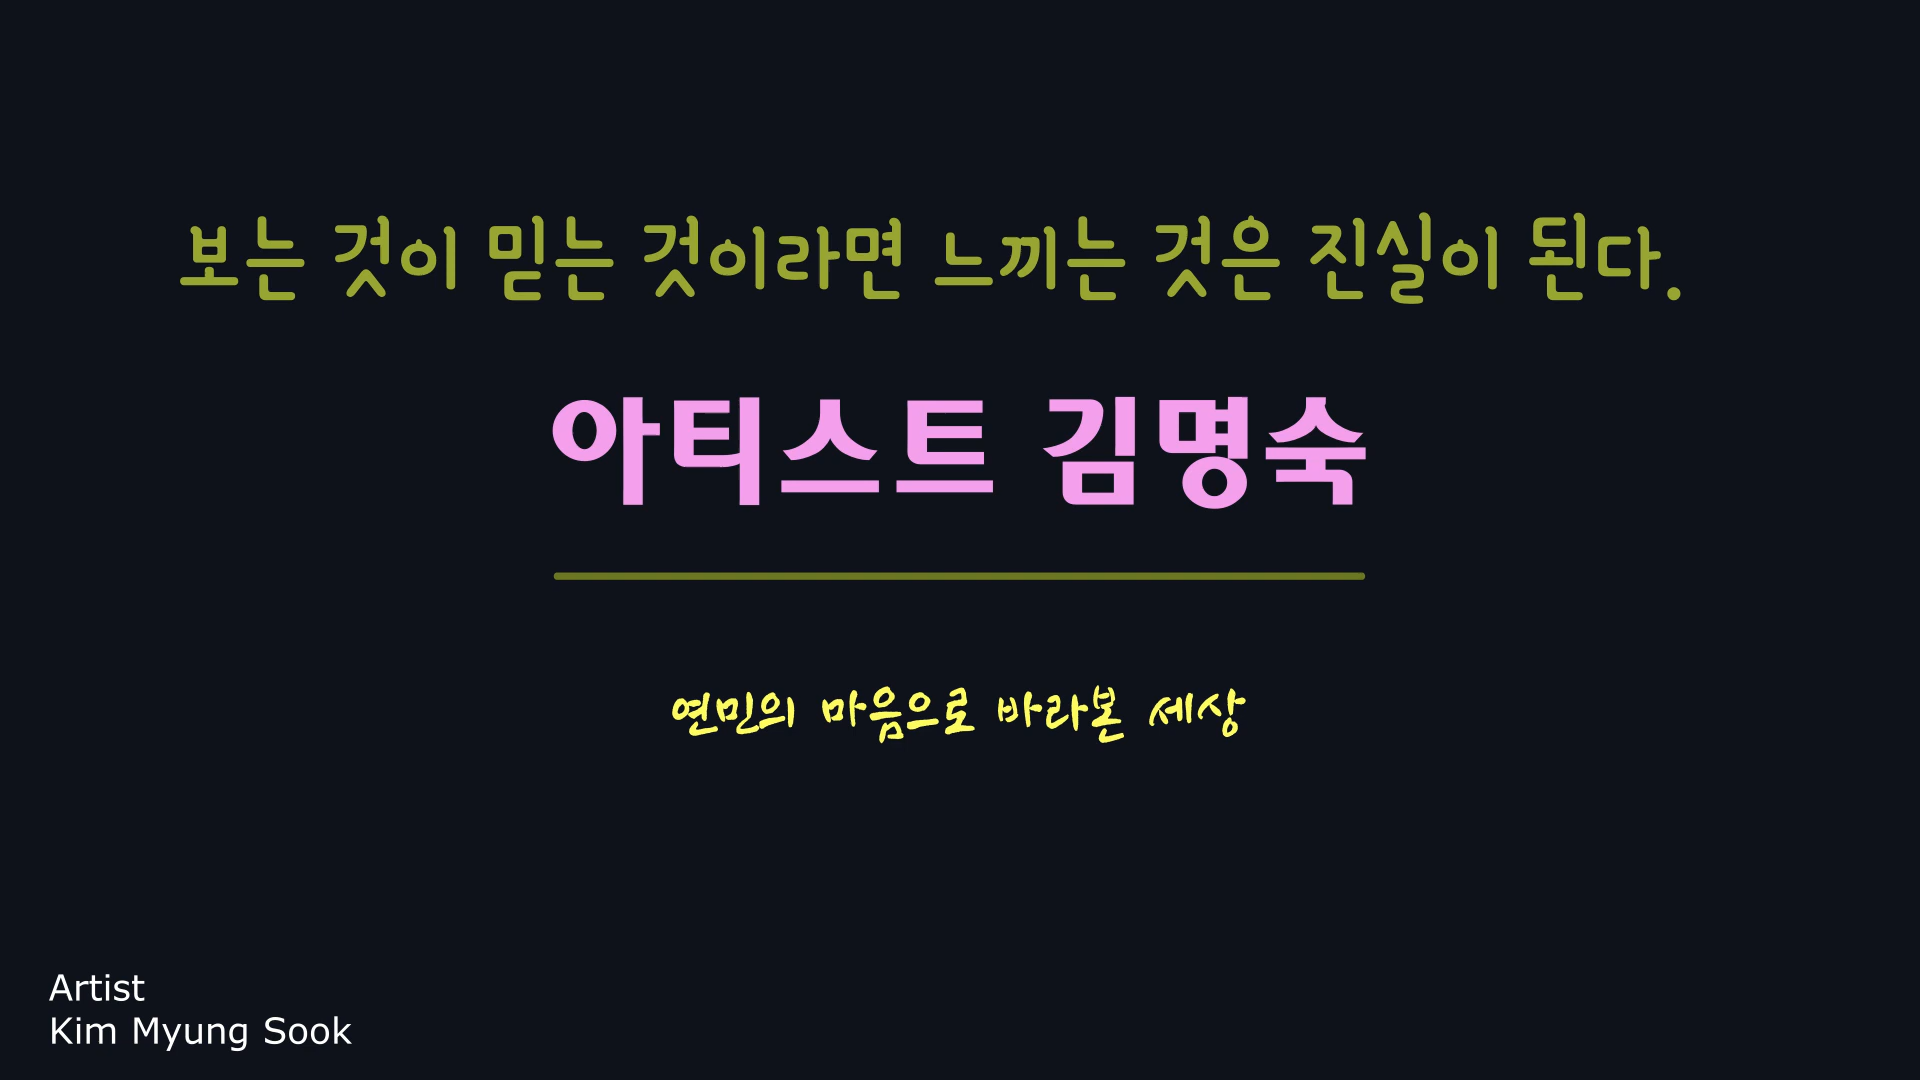 보는 것이 믿는 것이라면 느끼는 것은 진실이 된다.
아티스트 김명숙
연민의 마음으로 바라본 세상
Artist
Kim Myung Sook